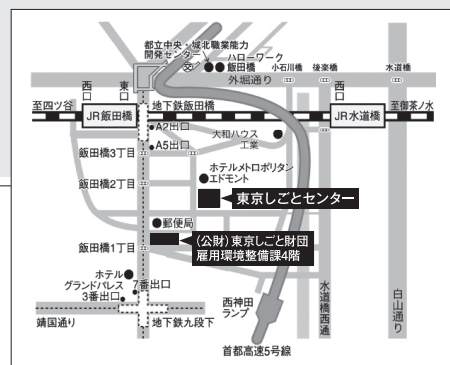 都立中央・城北職業能力
開発センター
ハローワーク
飯田橋
小石川橋
後楽橋
水道橋
外堀通り
西口
東口
西口
至四ツ谷
JR飯田橋
地下鉄飯田橋
JR水道橋
至御茶ノ水
A2出口
大和ハウス
工業
A5出口
飯田橋3丁目
ホテルメトロポリタン
エドモント
飯田橋2丁目
東京しごとセンター
郵便局
(公財)東京しごと財団
雇用環境整備課4階
飯田橋1丁目
ホテル
グランドパレス
7番出口
3番出口
西神田
ランプ
水道橋西通
白山通り
靖国通り
地下鉄九段下
首都高速5号線